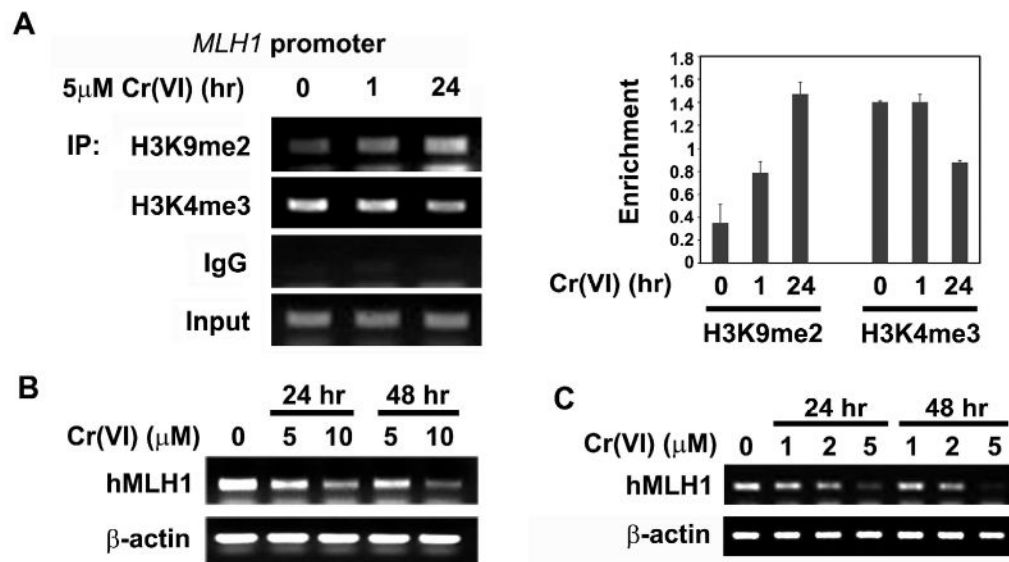 A
MLH1 promoter
5μM Cr(VI) (hr) 0 1 24
IP: H3K9me2
H3K4me3
IgG
Input
Enrichment
1.8
1.6
1.4
1.2
1
0.8
0.6
0.4
0.2
0
Cr(VI) (hr) 0 1 24 0 1 24
H3K9me2 H3K4me3
B
24 hr 48 hr
Cr(VI) (μM) 0 5 10 5 10
hMLH1
β-actin
C
24 hr 48 hr
Cr(VI) (μM) 0 1 2 5 1 2 5
hMLH1
β-actin